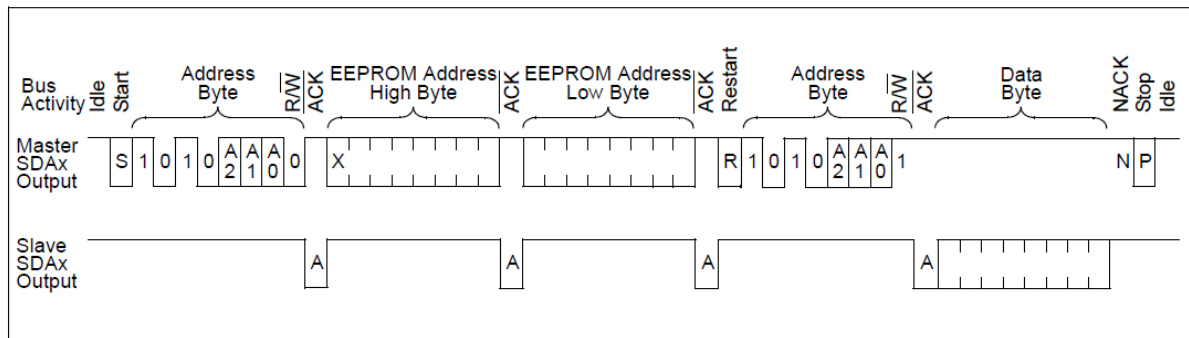 Bus Activity Idle Start Address Byte R/W ACK EEPROM Address High Byte ACK EEPROM Address Low Byte ACK Restart Address Byte R/W ACK Data Byte NACK Stop Idle
Master SDAx Output S 1 0 1 0 A2 A1 A0 0 X R 1 0 1 0 A2 A1 A0 1 N P
Slave SDAx Output A A A A